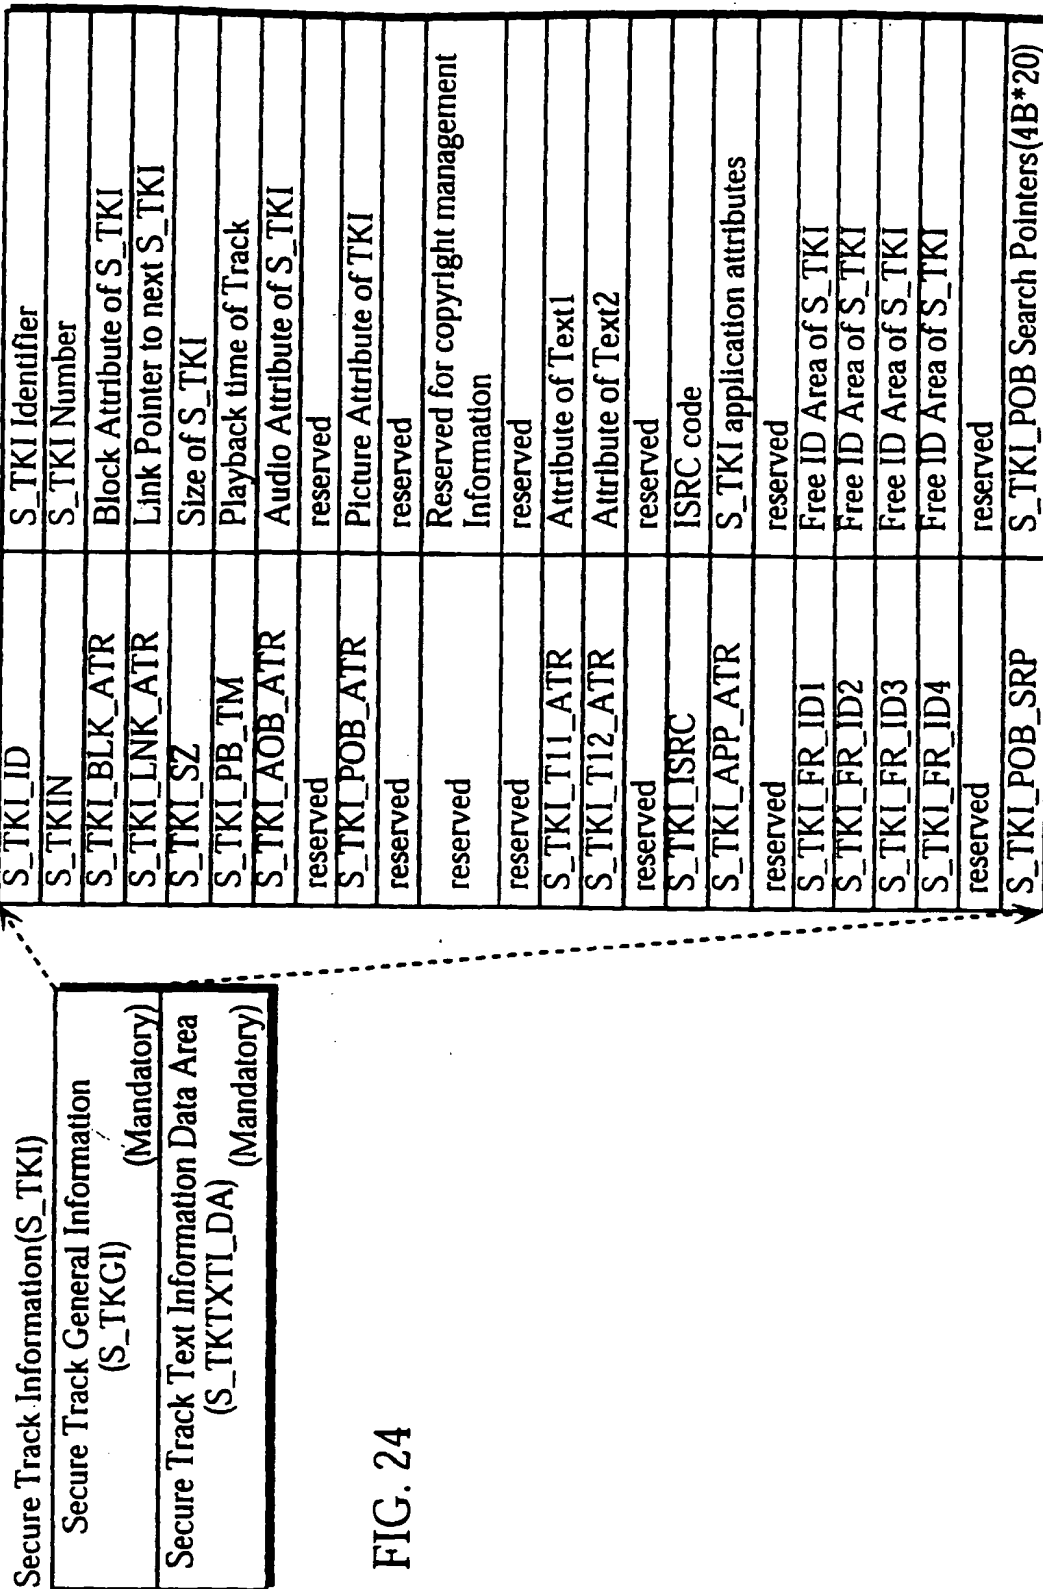 Secure Track Information(S_TKI)
Secure Track General Information
(S_TKGI)
(Mandatory)
Secure Track Text Information Data Area
(S_TKTXTI_DA)
(Mandatory)
S_TKI_ID S_TKI Identifier
S_TKIN S_TKI Number
S_TKI_BLK_ATR Block Attribute of S_TKI
S_TKI_LNK_ATR Link Pointer to next S_TKI
S_TKI_SZ Size of S_TKI
S_TKI_PB_TM Playback time of Track
S_TKI_AOB_ATR Audio Attribute of S_TKI
reserved reserved
S_TKI_POB_ATR Picture Attribute of TKI
reserved reserved
reserved Reserved for copyright management
Information
reserved reserved
S_TKI_T11_ATR Attribute of Text1
S_TKI_T12_ATR Attribute of Text2
reserved reserved
S_TKI_ISRC ISRC code
S_TKI_APP_ATR S_TKI application attributes
reserved reserved
S_TKI_FR_ID1 Free ID Area of S_TKI
S_TKI_FR_ID2 Free ID Area of S_TKI
S_TKI_FR_ID3 Free ID Area of S_TKI
S_TKI_FR_ID4 Free ID Area of S_TKI
reserved reserved
S_TKI_POB_SRP S_TKI_POB Search Pointers(4B*20)
FIG. 24